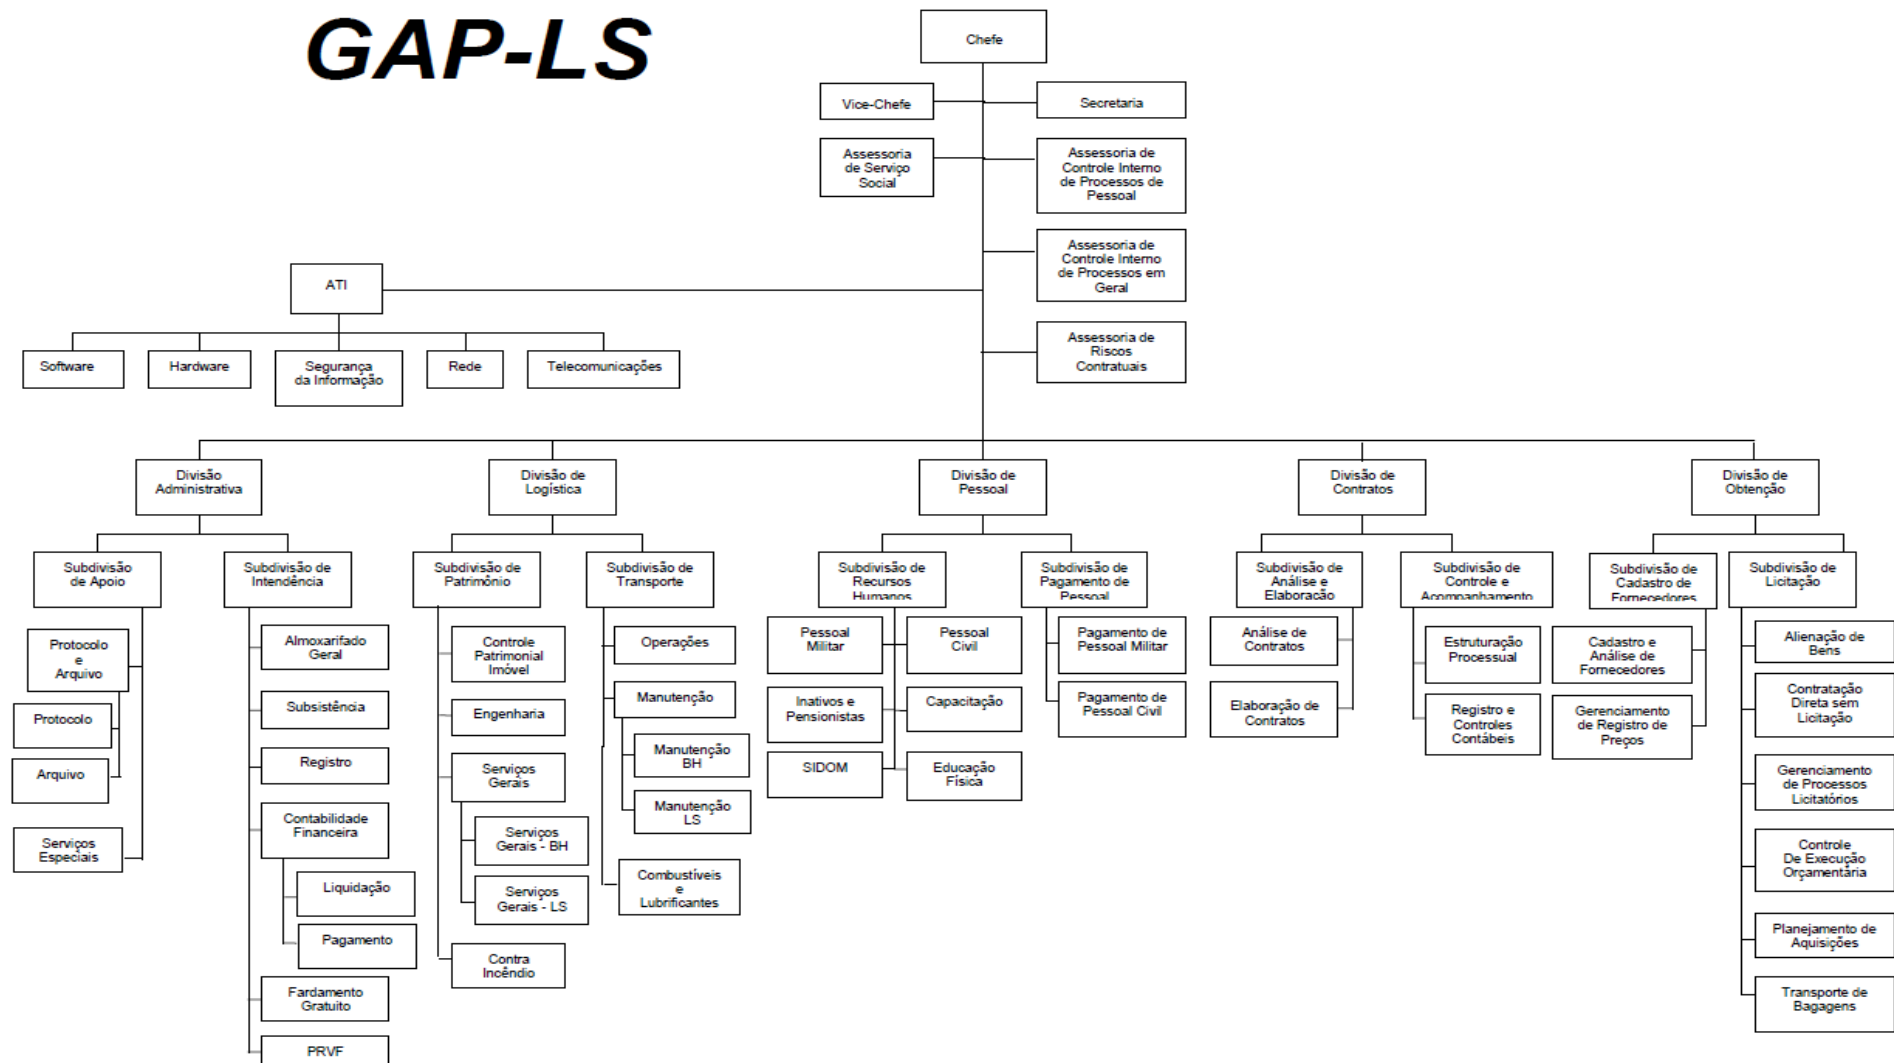 GAP-LS
Chefe
Vice-Chefe
Secretaria
Assessoria
de Serviço
Social
Assessoria de
Controle Interno
de Processos de
Pessoal
Assessoria de
Controle Interno
de Processos em
Geral
ATI
Assessoria de
Riscos
Contratuais
Software
Hardware
Segurança
da Informação
Rede
Telecomunicações
Divisão
Administrativa
Divisão de
Logística
Divisão de
Pessoal
Divisão de
Contratos
Divisão de
Obtenção
Subdivisão
de Apoio
Subdivisão de
Intendência
Subdivisão de
Patrimônio
Subdivisão de
Transporte
Subdivisão de
Recursos
Humanos
Subdivisão de
Pagamento de
Pessoal
Subdivisão de
Análise e
Elaboração
Subdivisão de
Controle e
Acompanhamento
Subdivisão de
Cadastro de
Fornecedores
Subdivisão de
Licitação
Protocolo
e
Arquivo
Protocolo
Arquivo
Serviços
Especiais
Almoxarifado
Geral
Subsistência
Registro
Contabilidade
Financeira
Liquidação
Pagamento
Fardamento
Gratuito
PRVF
Controle
Patrimonial
Imóvel
Engenharia
Serviços
Gerais
Serviços
Gerais - BH
Serviços
Gerais - LS
Contra
Incêndio
Operações
Manutenção
Manutenção
BH
Manutenção
LS
Combustíveis
e
Lubrificantes
Pessoal
Militar
Pessoal
Civil
Inativos e
Pensionistas
Capacitação
SIDOM
Educação
Física
Pagamento de
Pessoal Militar
Pagamento de
Pessoal Civil
Análise de
Contratos
Elaboração de
Contratos
Estruturação
Processual
Registro e
Controles
Contábeis
Cadastro e
Análise de
Fornecedores
Gerenciamento
de Registro de
Preços
Alienação de
Bens
Contratação
Direta sem
Licitação
Gerenciamento
de Processos
Licitatórios
Controle
De Execução
Orçamentária
Planejamento de
Aquisições
Transporte de
Bagagens